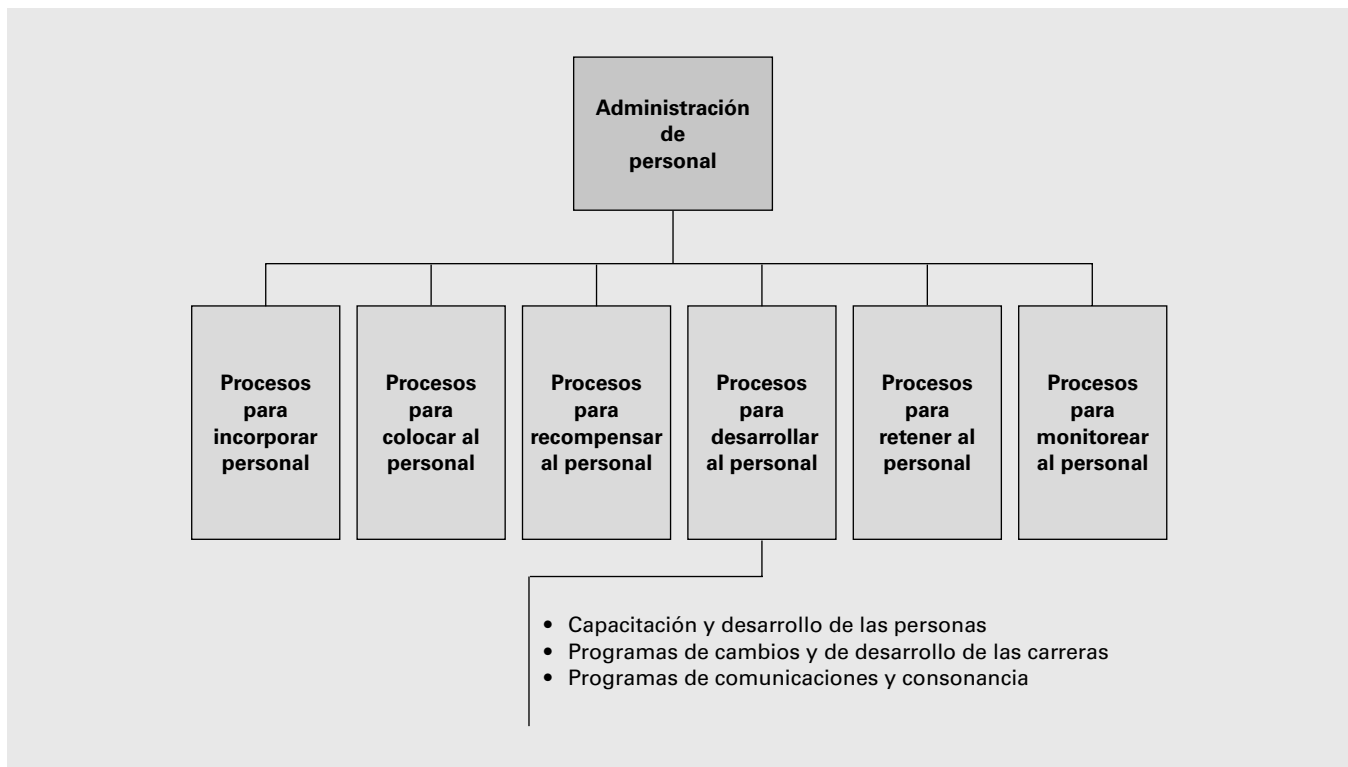 Administración
de
personal
Procesos
para
incorporar
personal
Procesos
para
colocar al
personal
Procesos
para
recompensar
al personal
Procesos
para
desarrollar
al personal
Procesos
para
retener al
personal
Procesos
para
monitorear
al personal
• Capacitación y desarrollo de las personas
• Programas de cambios y de desarrollo de las carreras
• Programas de comunicaciones y consonancia